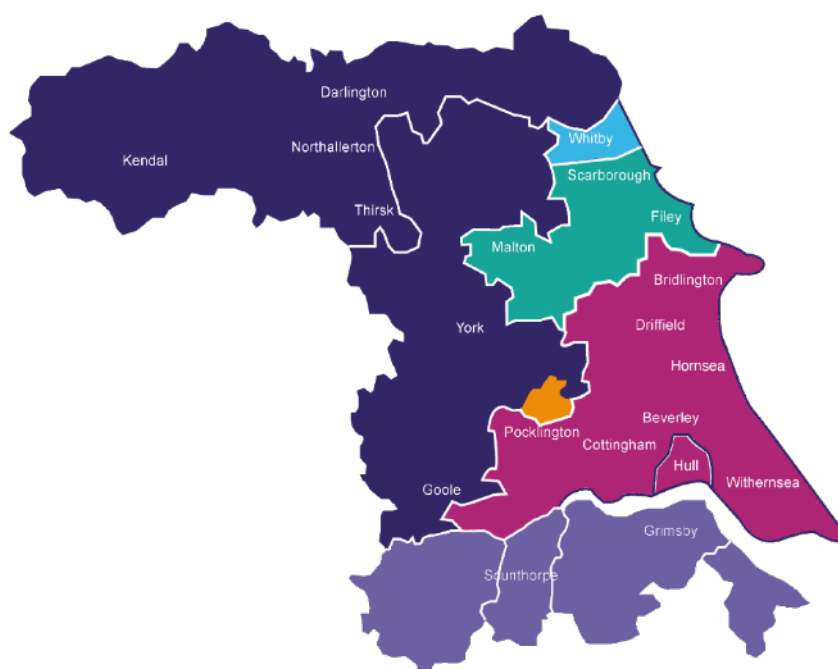 Darlington
Whitby
Northallerton
Kendal
Scarborough
Thirsk
Filey
Malton
Bridlington
York
Driffield
Hornsea
Beverley
Pocklington
Cottingham
Hull
Withernsea
Goole
Grimsby
Scunthorpe